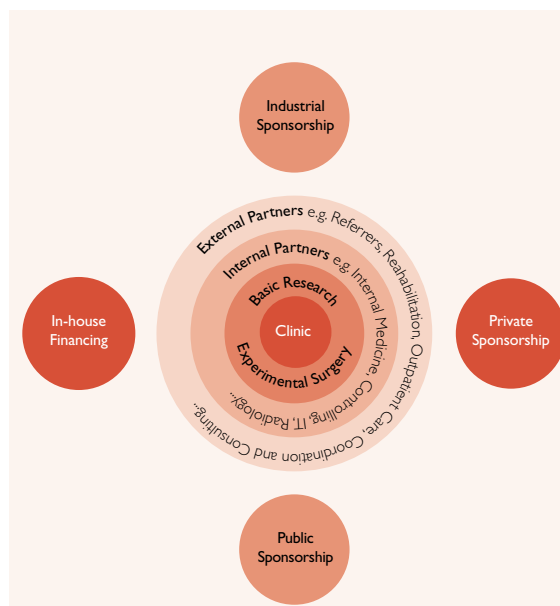 Industrial
Sponsorship
External Partners e.g. Referrers, Reahabilitation, Outpatient Care, Coordination and Consulting...
Internal Partners e.g. Internal Medicine, Controlling, IT, Radiology...
Basic Research
Clinic
Experimental Surgery
In-house
Financing
Private
Sponsorship
Public
Sponsorship